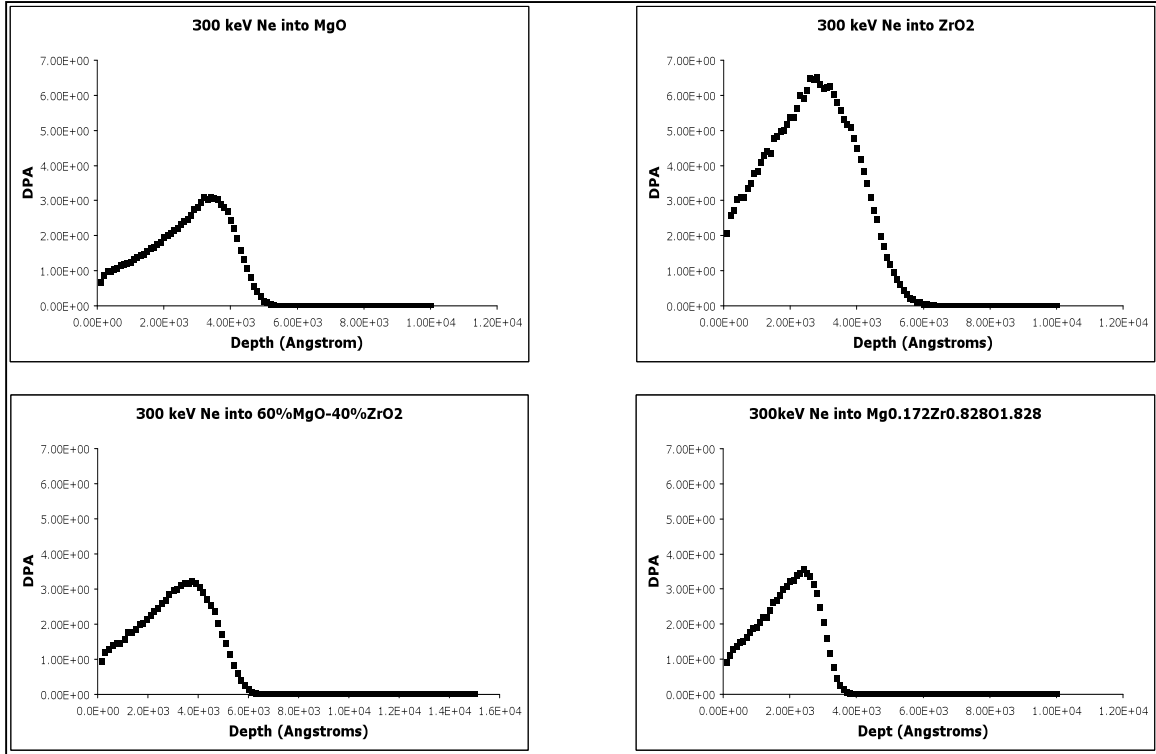 300 keV Ne into MgO
7.00E+00
6.00E+00
5.00E+00
4.00E+00
3.00E+00
2.00E+00
1.00E+00
0.00E+00
DPA
0.00E+00 2.00E+03 4.00E+03 6.00E+03 8.00E+03 1.00E+04 1.20E+04
Depth (Angstrom)
300 keV Ne into ZrO2
7.00E+00
6.00E+00
5.00E+00
4.00E+00
3.00E+00
2.00E+00
1.00E+00
0.00E+00
DPA
0.00E+00 2.00E+03 4.00E+03 6.00E+03 8.00E+03 1.00E+04 1.20E+04
Depth (Angstroms)
300 keV Ne into 60%MgO-40%ZrO2
7.00E+00
6.00E+00
5.00E+00
4.00E+00
3.00E+00
2.00E+00
1.00E+00
0.00E+00
DPA
0.0E+00 2.0E+03 4.0E+03 6.0E+03 8.0E+03 1.0E+04 1.2E+04 1.4E+04 1.6E+04
Depth (Angstroms)
300keV Ne into Mg0.172Zr0.828O1.828
7.00E+00
6.00E+00
5.00E+00
4.00E+00
3.00E+00
2.00E+00
1.00E+00
0.00E+00
DPA
0.00E+00 2.00E+03 4.00E+03 6.00E+03 8.00E+03 1.00E+04 1.20E+04
Dept (Angstroms)